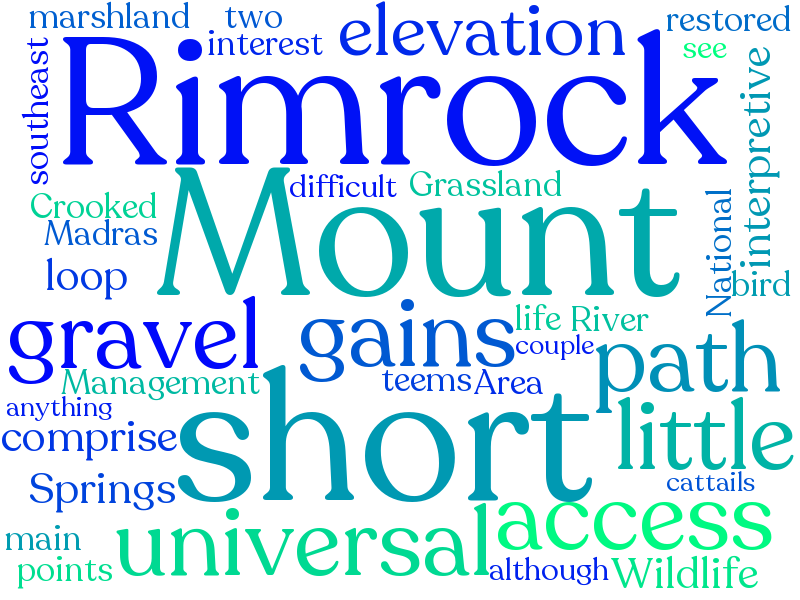 marshland two elevation restored
interest see
Rimrock
southeast
interpretive
difficult Grassland
Mount
Crooked
Madras
National
loop bird
gravel gains life River
couple path
Management teems Area
anything short little
comprise
Springs cattails
main universal access
points although Wildlife